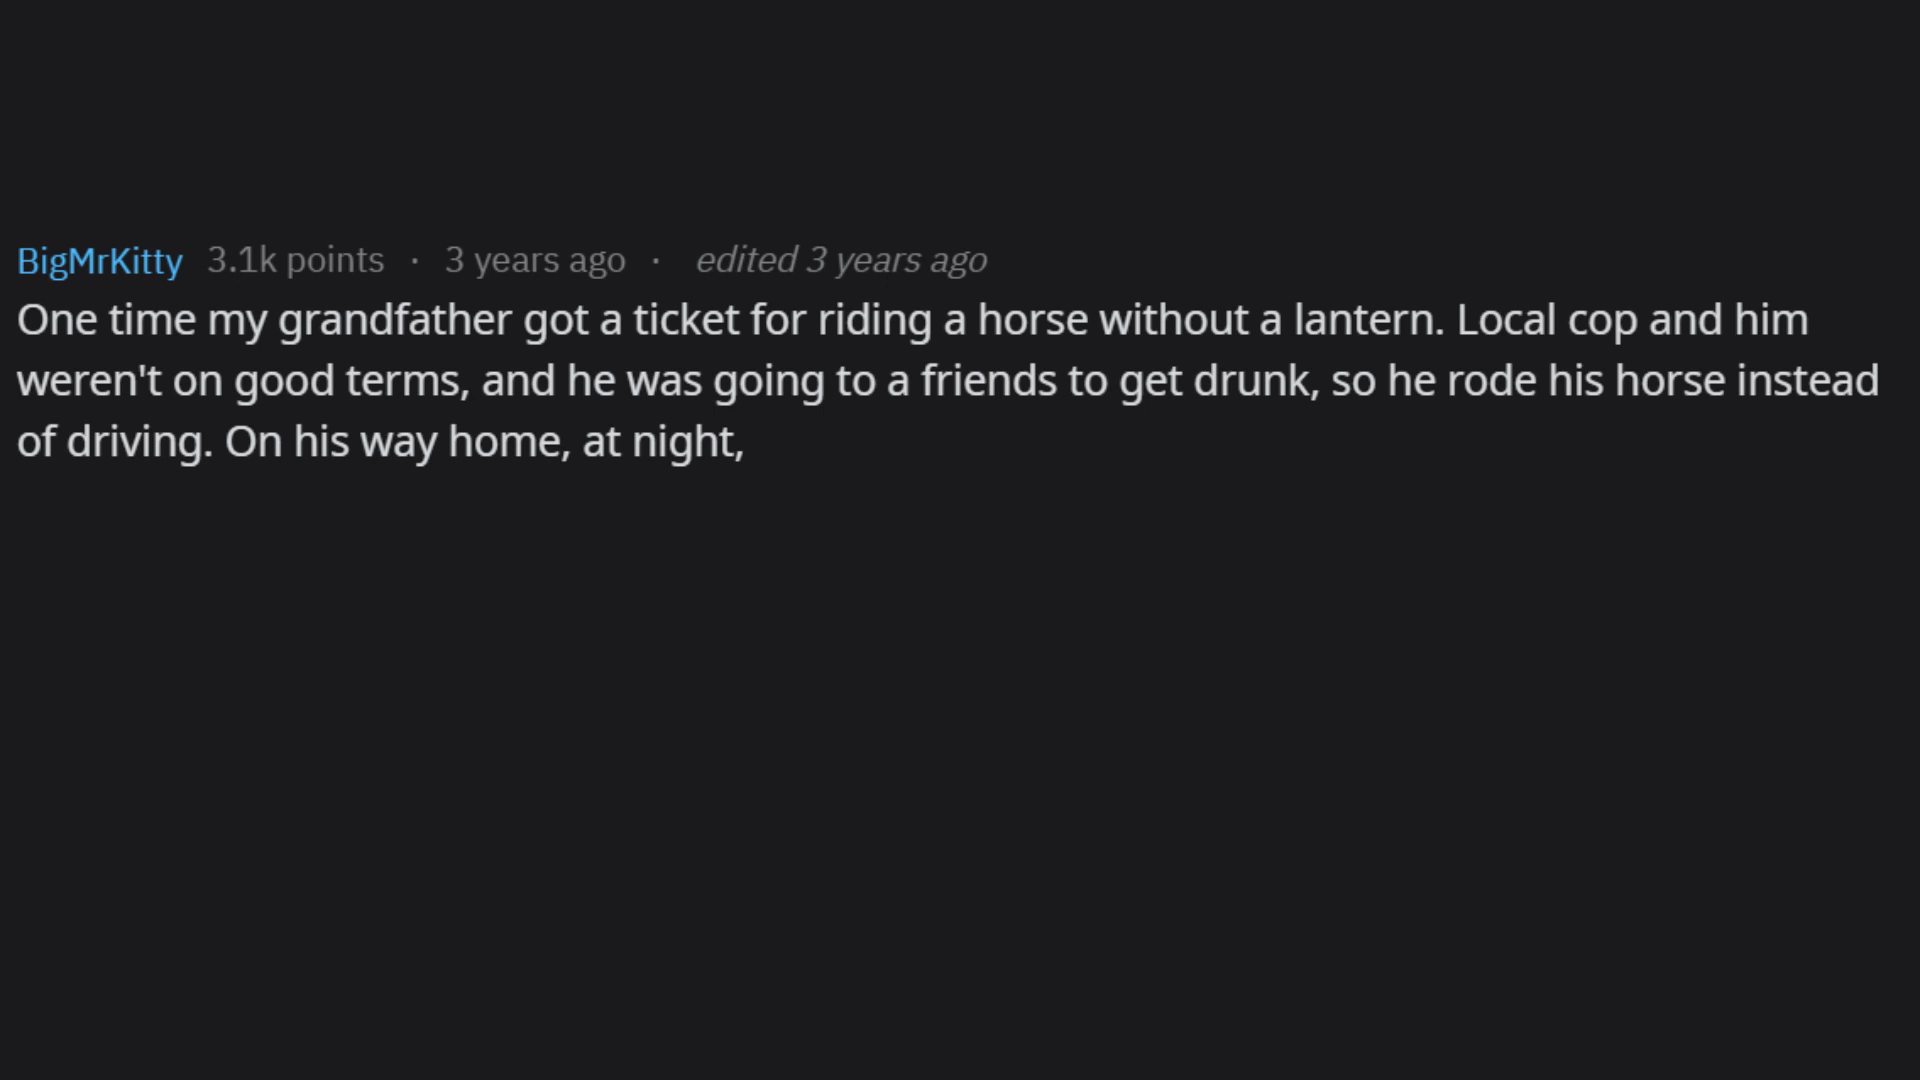 BigMrKitty 3.1k points · 3 years ago · edited 3 years ago
One time my grandfather got a ticket for riding a horse without a lantern. Local cop and him
weren't on good terms, and he was going to a friends to get drunk, so he rode his horse instead
of driving. On his way home, at night,